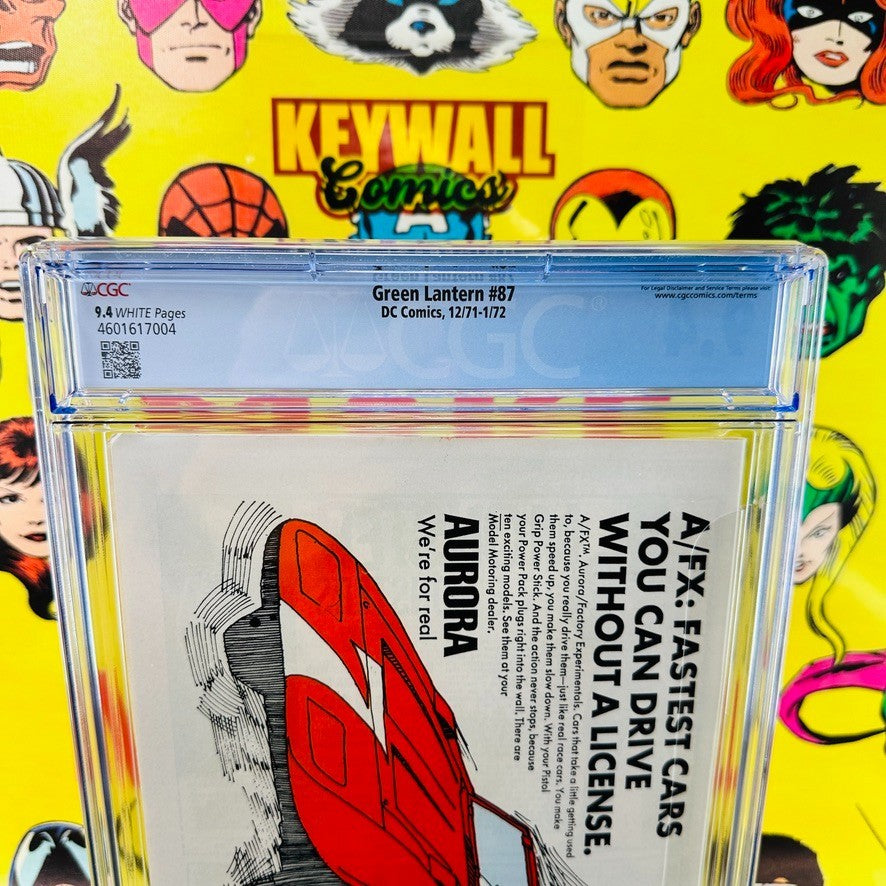 KEYWALL
Comics
CGC
9.4 WHITE Pages
4601617004
Green Lantern #87
DC Comics, 12/71-1/72
For Legal Disclaimer and Service Terms please visit:
www.cgccomics.com/terms
CGC
A/FX: FASTEST CARS
YOU CAN DRIVE
WITHOUT A LICENSE.
A/FX™. Aurora/Factory Experimentals. Cars that take a little getting used
to, because you really drive them—just like real race cars. You make
them speed up, you make them slow down. With your Pistol
Grip Power Stick. And the action never stops, because
your Power Pack plugs right into the wall. There are
ten exciting models. See them at your
Model Motoring dealer.
AURORA
We're for real